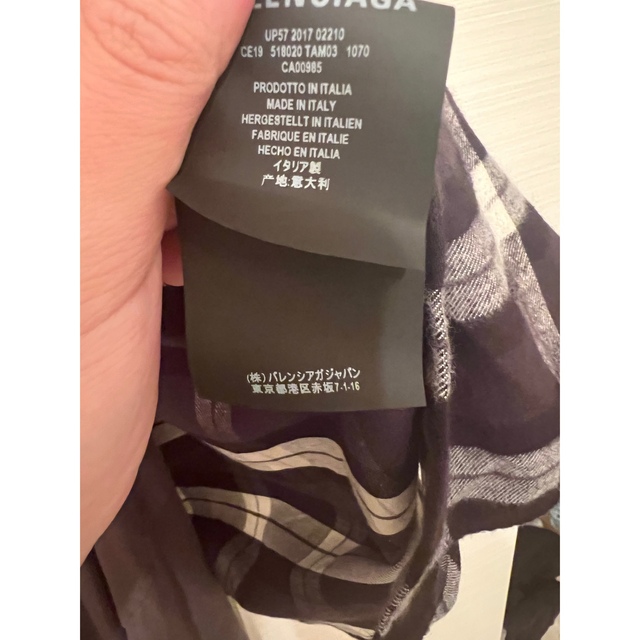 BALENCIAGA
UP57 2017 02210
CE19 518020 TAM03 1070
CA00985
PRODOTTO IN ITALIA
MADE IN ITALY
HERGESTELLT IN ITALIEN
FABRIQUE EN ITALIE
HECHO EN ITALIA
イタリア製
产地:意大利
(株)バレンシアガジャパン
東京都港区赤坂7-1-16